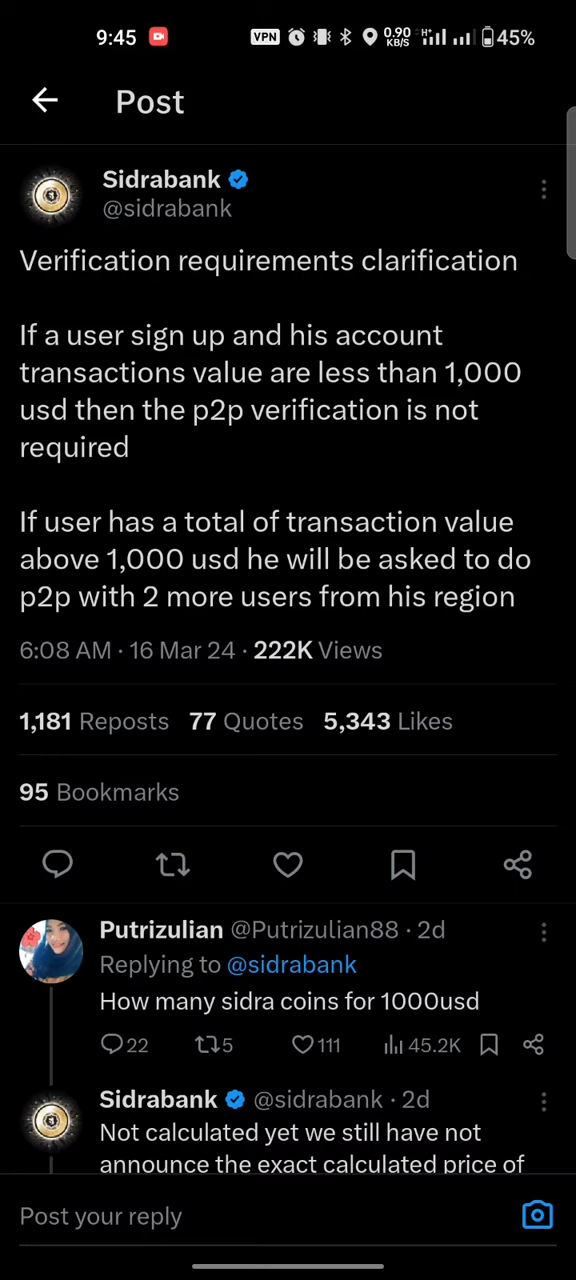 9:45 VPN 0.90 KB/S H+ 45%
Post
Sidrabank
@sidrabank
Verification requirements clarification
If a user sign up and his account
transactions value are less than 1,000
usd then the p2p verification is not
required
If user has a total of transaction value
above 1,000 usd he will be asked to do
p2p with 2 more users from his region
6:08 AM · 16 Mar 24 · 222K Views
1,181 Reposts 77 Quotes 5,343 Likes
95 Bookmarks
Putrizulian @Putrizulian88 · 2d
Replying to @sidrabank
How many sidra coins for 1000usd
22 5 111 45.2K
Sidrabank @sidrabank · 2d
Not calculated yet we still have not
announce the exact calculated price of
Post your reply